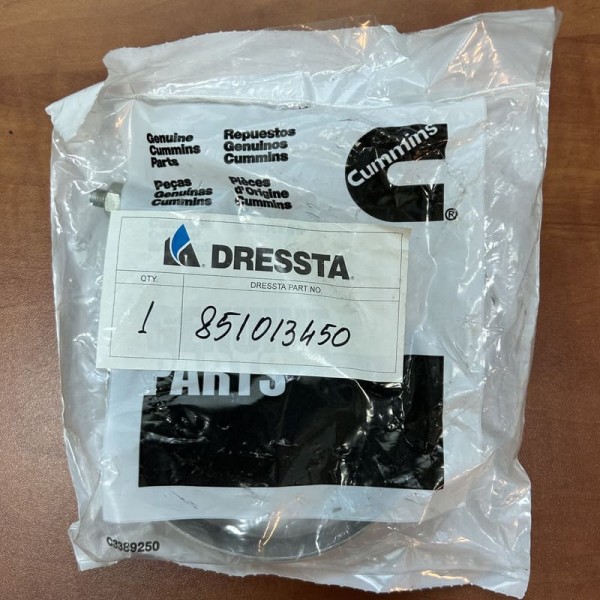 Genuine
Cummins
Parts
Repuestos
Genuinos
Cummins
Peças
Genuínas
Cummins
Pièces
d'Origine
Cummins
Cummins
®
DRESSTA®
QTY.
DRESSTA PART NO.
1
851013450
PARTS
C3389250